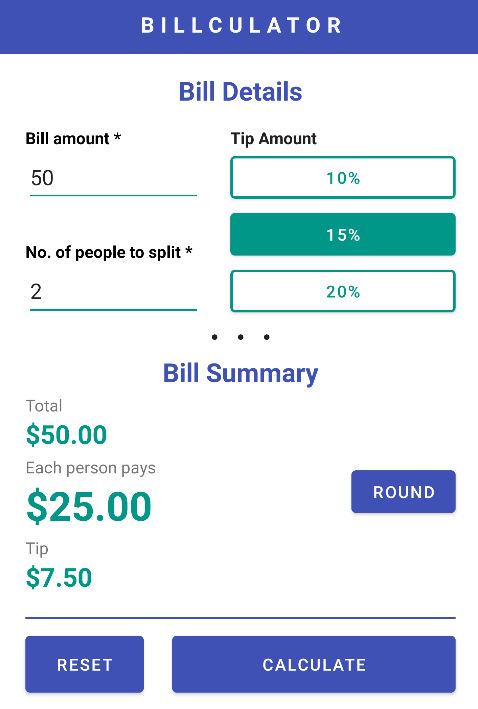 BILLCULATOR
Bill Details
Bill amount *
50
No. of people to split *
2
Tip Amount
10%
15%
20%
• • •
Bill Summary
Total
$50.00
Each person pays
$25.00
ROUND
Tip
$7.50
RESET
CALCULATE